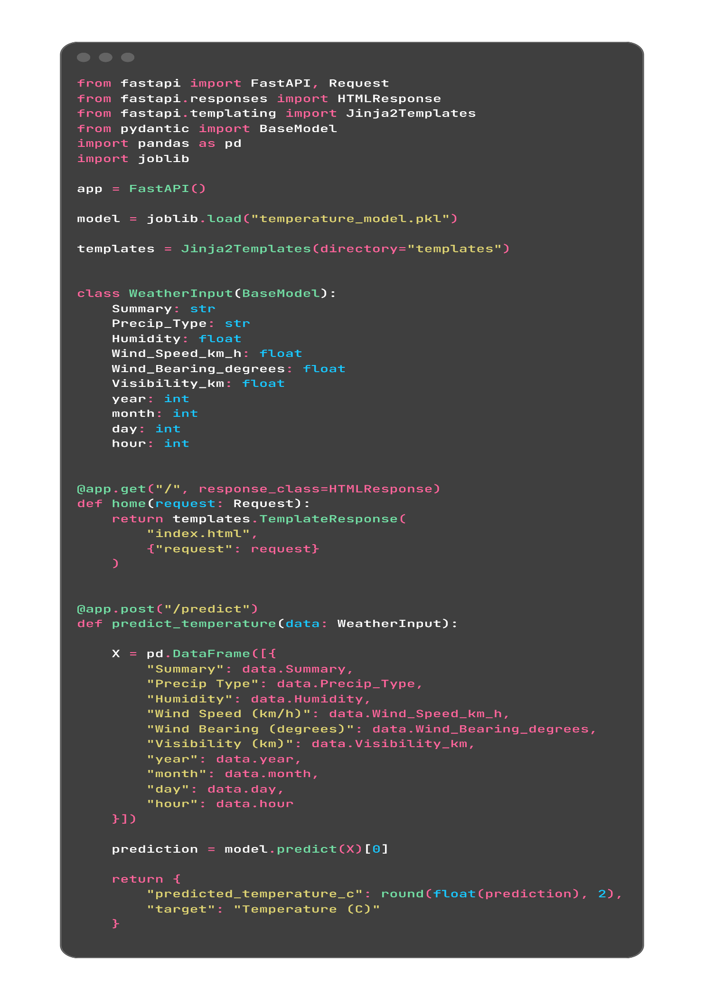 from fastapi import FastAPI, Request
from fastapi.responses import HTMLResponse
from fastapi.templating import Jinja2Templates
from pydantic import BaseModel
import pandas as pd
import joblib

app = FastAPI()

model = joblib.load("temperature_model.pkl")

templates = Jinja2Templates(directory="templates")


class WeatherInput(BaseModel):
    Summary: str
    Precip_Type: str
    Humidity: float
    Wind_Speed_km_h: float
    Wind_Bearing_degrees: float
    Visibility_km: float
    year: int
    month: int
    day: int
    hour: int


@app.get("/", response_class=HTMLResponse)
def home(request: Request):
    return templates.TemplateResponse(
        "index.html",
        {"request": request}
    )


@app.post("/predict")
def predict_temperature(data: WeatherInput):

    X = pd.DataFrame([{
        "Summary": data.Summary,
        "Precip Type": data.Precip_Type,
        "Humidity": data.Humidity,
        "Wind Speed (km/h)": data.Wind_Speed_km_h,
        "Wind Bearing (degrees)": data.Wind_Bearing_degrees,
        "Visibility (km)": data.Visibility_km,
        "year": data.year,
        "month": data.month,
        "day": data.day,
        "hour": data.hour
    }])

    prediction = model.predict(X)[0]

    return {
        "predicted_temperature_c": round(float(prediction), 2),
        "target": "Temperature (C)"
    }